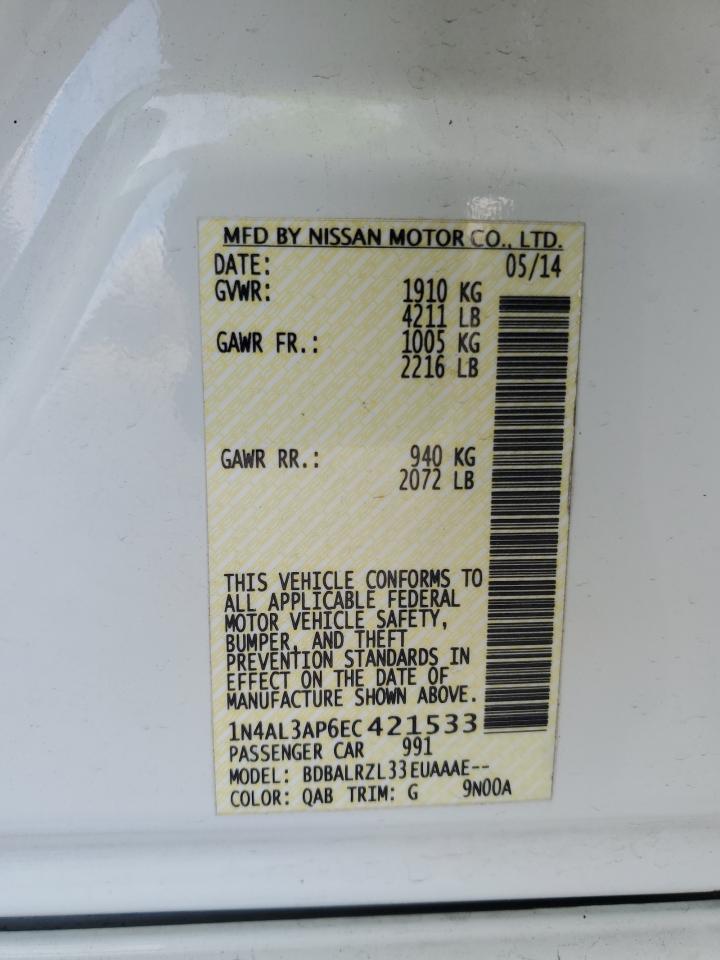 MFD BY NISSAN MOTOR CO., LTD.
DATE: 05/14
GVWR: 1910 KG
4211 LB
GAWR FR.: 1005 KG
2216 LB
GAWR RR.: 940 KG
2072 LB
THIS VEHICLE CONFORMS TO
ALL APPLICABLE FEDERAL
MOTOR VEHICLE SAFETY,
BUMPER, AND THEFT
PREVENTION STANDARDS IN
EFFECT ON THE DATE OF
MANUFACTURE SHOWN ABOVE.
1N4AL3AP6EC421533
PASSENGER CAR 991
MODEL: BDBALRZL33EUAAAE--
COLOR: QAB TRIM: G 9N00A